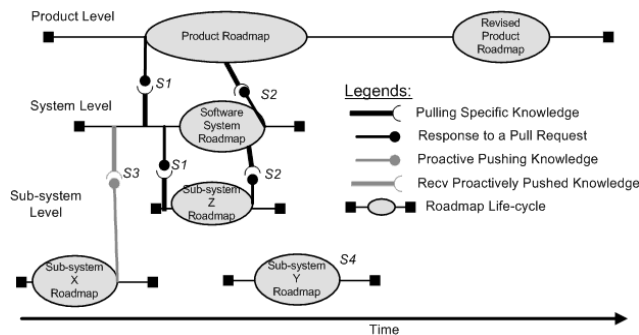 Product Level
Product Roadmap
Revised
Product
Roadmap
S1
S2
Legends:
System Level
Software
System
Roadmap
Pulling Specific Knowledge
Response to a Pull Request
S3
S1
S2
Proactive Pushing Knowledge
Sub-system
Level
Sub-system
Z
Roadmap
Recv Proactively Pushed Knowledge
Roadmap Life-cycle
Sub-system
X
Roadmap
Sub-system
Y
Roadmap
S4
Time